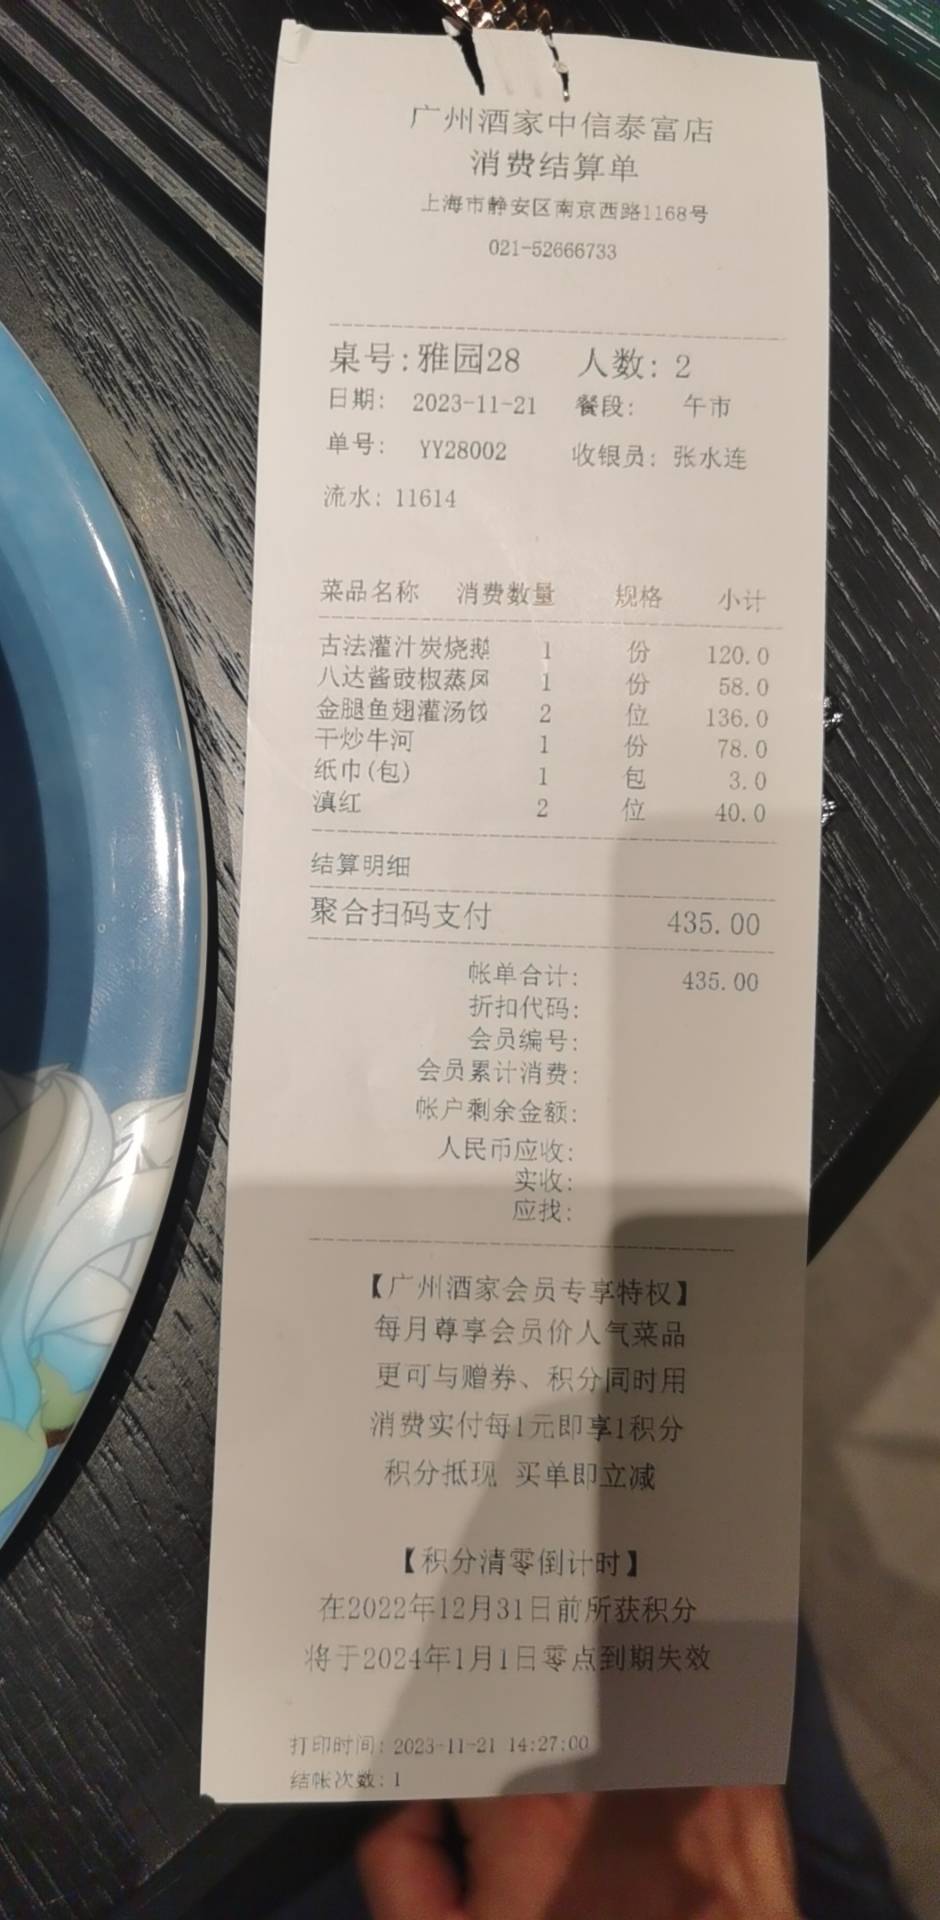 广州酒家中信泰富店
消费结算单
上海市静安区南京西路1168号
021-52666733
桌号:雅园28 人数: 2
日期: 2023-11-21 餐段: 午市
单号: YY28002 收银员: 张水连
流水: 11614
菜品名称 消费数量 规格 小计
古法灌汁炭烧鹅 1 份 120.0
八达酱豉椒蒸凤 1 份 58.0
金腿鱼翅灌汤饺 2 位 136.0
干炒牛河 1 份 78.0
纸巾(包) 1 包 3.0
滇红 2 位 40.0
结算明细
聚合扫码支付 435.00
帐单合计: 435.00
折扣代码:
会员编号:
会员累计消费:
帐户剩余金额:
人民币应收:
实收:
应找:
【广州酒家会员专享特权】
每月尊享会员价人气菜品
更可与赠券、积分同时用
消费实付每1元即享1积分
积分抵现 买单即立减
【积分清零倒计时】
在2022年12月31日前所获积分
将于2024年1月1日零点到期失效
打印时间: 2023-11-21 14:27:00
结帐次数: 1